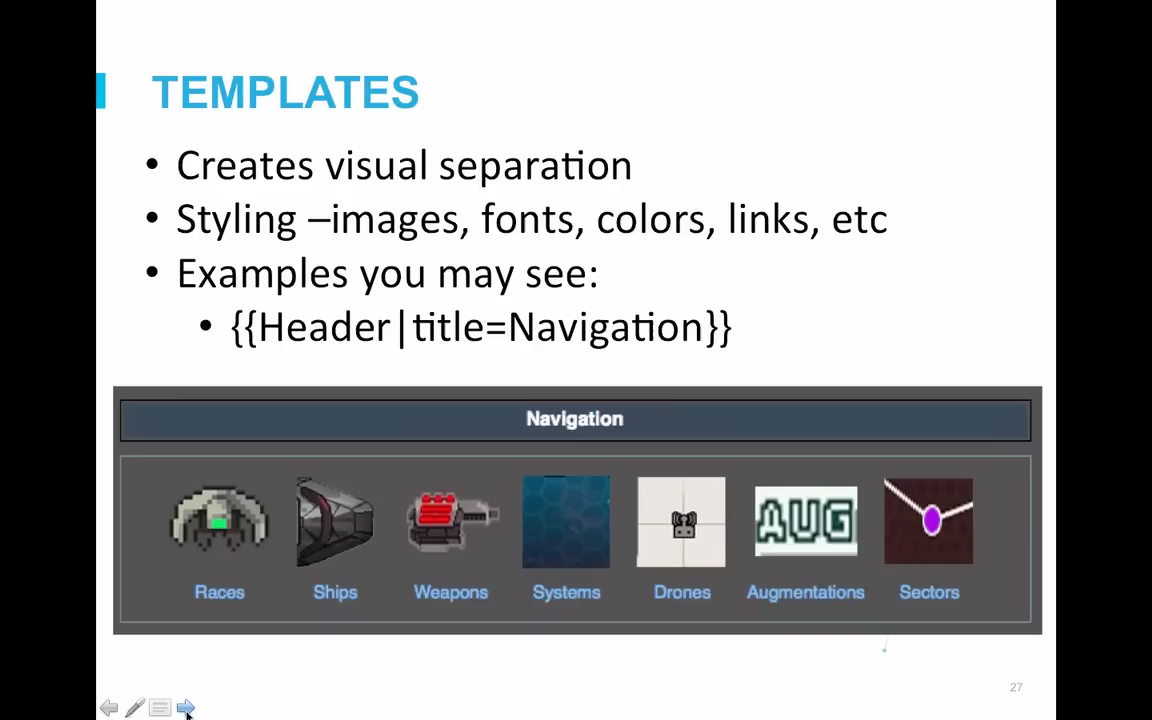 TEMPLATES
• Creates visual separation
• Styling –images, fonts, colors, links, etc
• Examples you may see:
• {{Header|title=Navigation}}
Navigation
AUG
Races Ships Weapons Systems Drones Augmentations Sectors
27